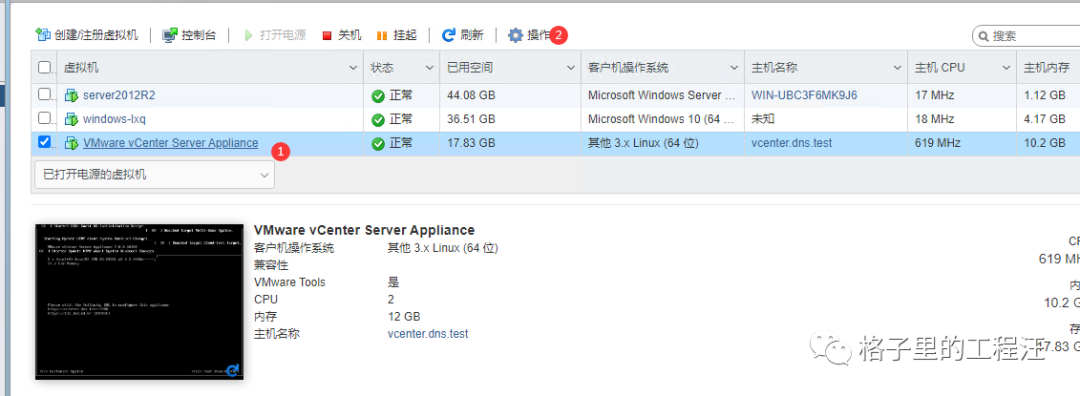 创建/注册虚拟机 控制台 打开电源 关机 挂起 刷新 操作 2 搜索
虚拟机 状态 已用空间 客户机操作系统 主机名称 主机 CPU 主机内存
server2012R2 正常 44.08 GB Microsoft Windows Server ... WIN-UBC3F6MK9J6 17 MHz 1.12 GB
windows-lxq 正常 36.51 GB Microsoft Windows 10 (64 ... 未知 18 MHz 4.17 GB
VMware vCenter Server Appliance 1 正常 17.83 GB 其他 3.x Linux (64 位) vcenter.dns.test 619 MHz 10.2 GB
已打开电源的虚拟机
VMware vCenter Server Appliance
客户机操作系统 其他 3.x Linux (64 位)
兼容性
VMware Tools 是
CPU 2
内存 12 GB
主机名称 vcenter.dns.test
619 MH
内
10.2 G
存
7.83 G
格子里的工程汪